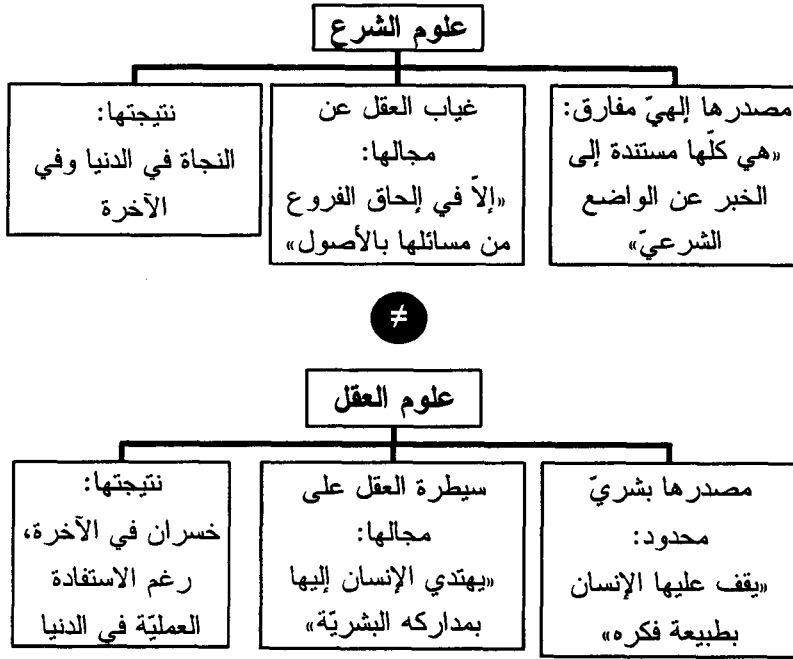 علوم الشرع
مصدرها إلهيّ مفارق:
«هي كلّها مستندة إلى
الخبر عن الواضع
الشرعيّ»
غياب العقل عن
مجالها:
«إلاّ في إلحاق الفروع
من مسائلها بالأصول»
نتيجتها:
النجاة في الدنيا وفي
الآخرة
≠
علوم العقل
مصدرها بشريّ
محدود:
«يقف عليها الإنسان
بطبيعة فكره»
سيطرة العقل على
مجالها:
«يهتدي الإنسان إليها
بمداركه البشريّة»
نتيجتها:
خسران في الآخرة،
رغم الاستفادة
العمليّة في الدنيا